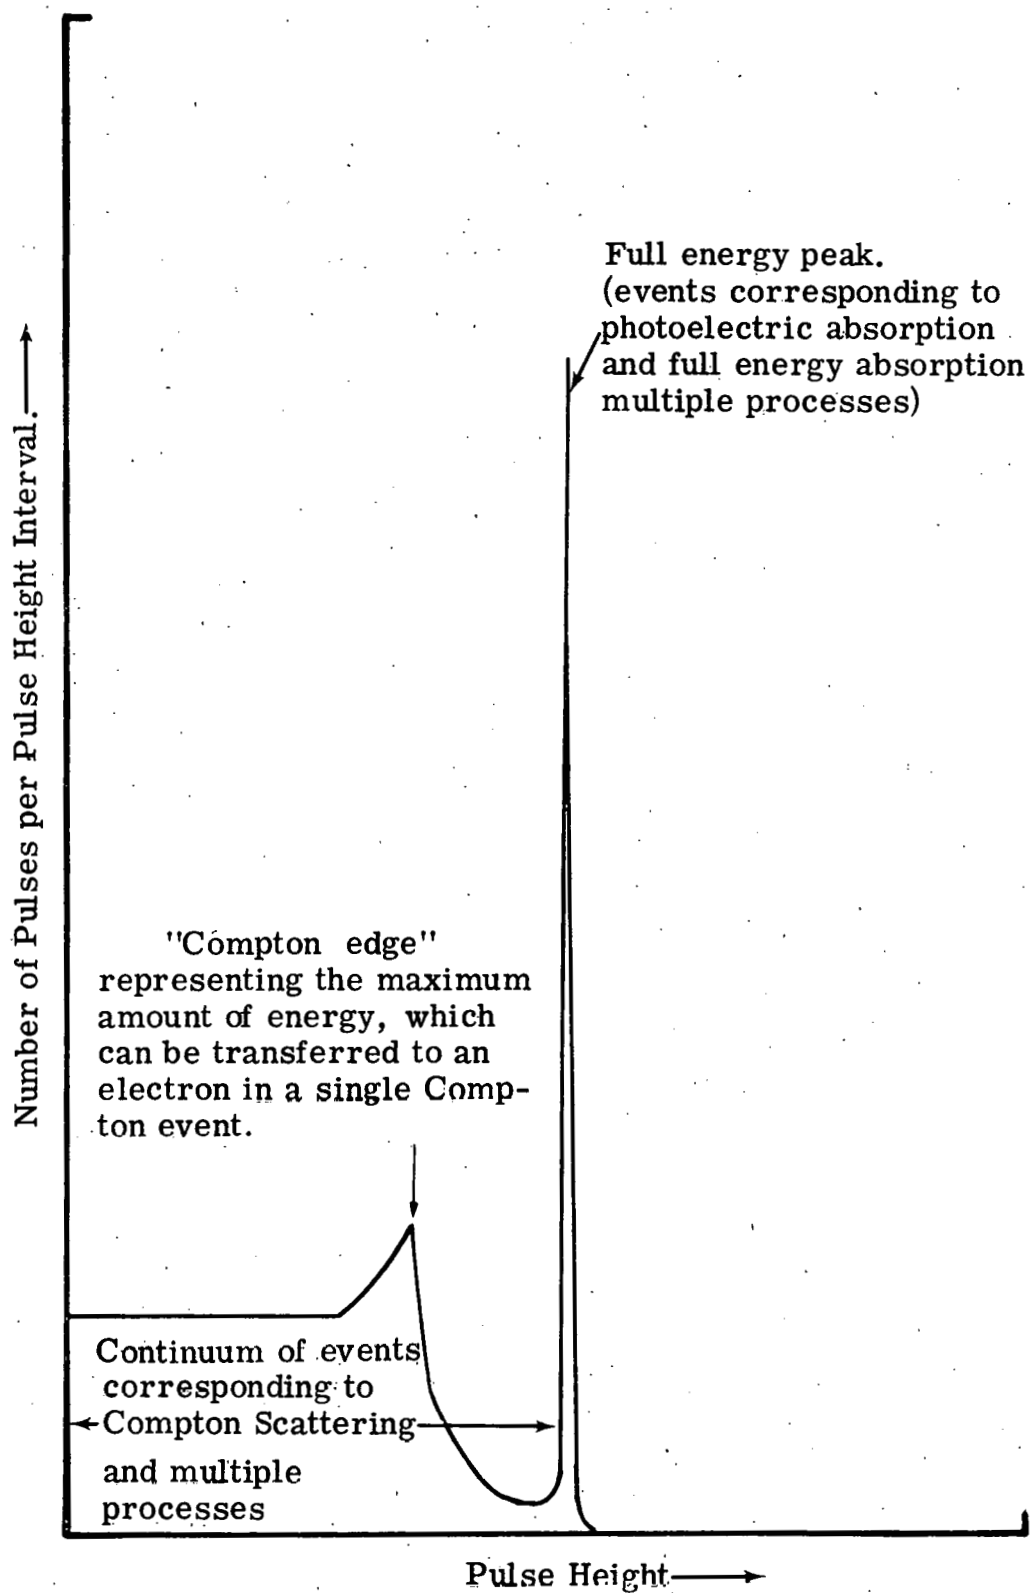 Full energy peak.
(events corresponding to
photoelectric absorption
and full energy absorption
multiple processes)
Number of Pulses per Pulse Height Interval.
"Compton edge"
representing the maximum
amount of energy, which
can be transferred to an
electron in a single Comp-
ton event.
Continuum of events
corresponding to
Compton Scattering
and multiple
processes
Pulse Height